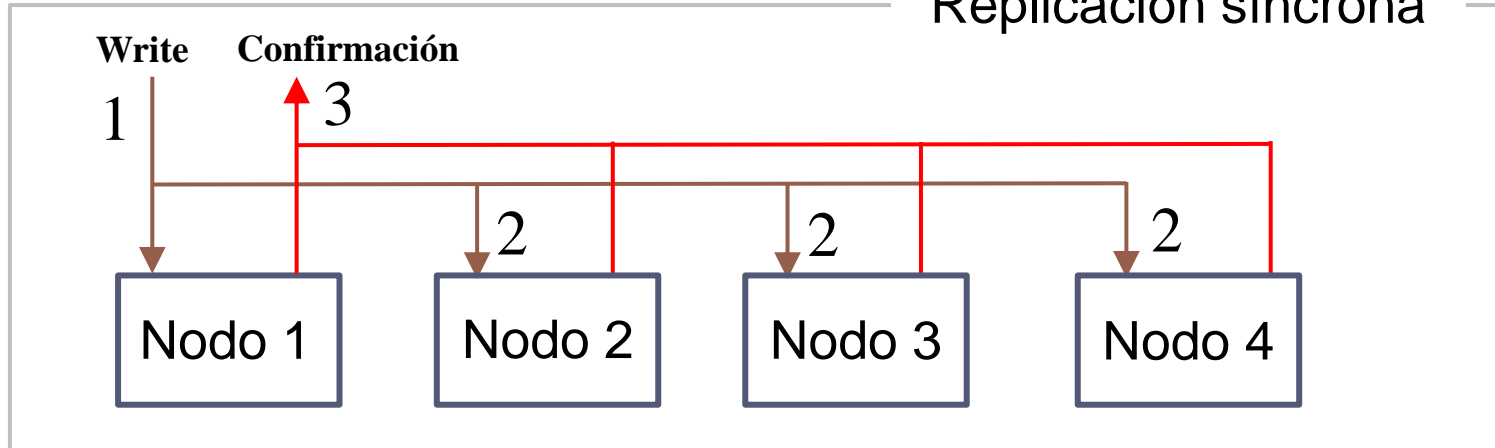 Replicación síncrona
Write Confirmación
1 3
2 2 2
Nodo 1 Nodo 2 Nodo 3 Nodo 4